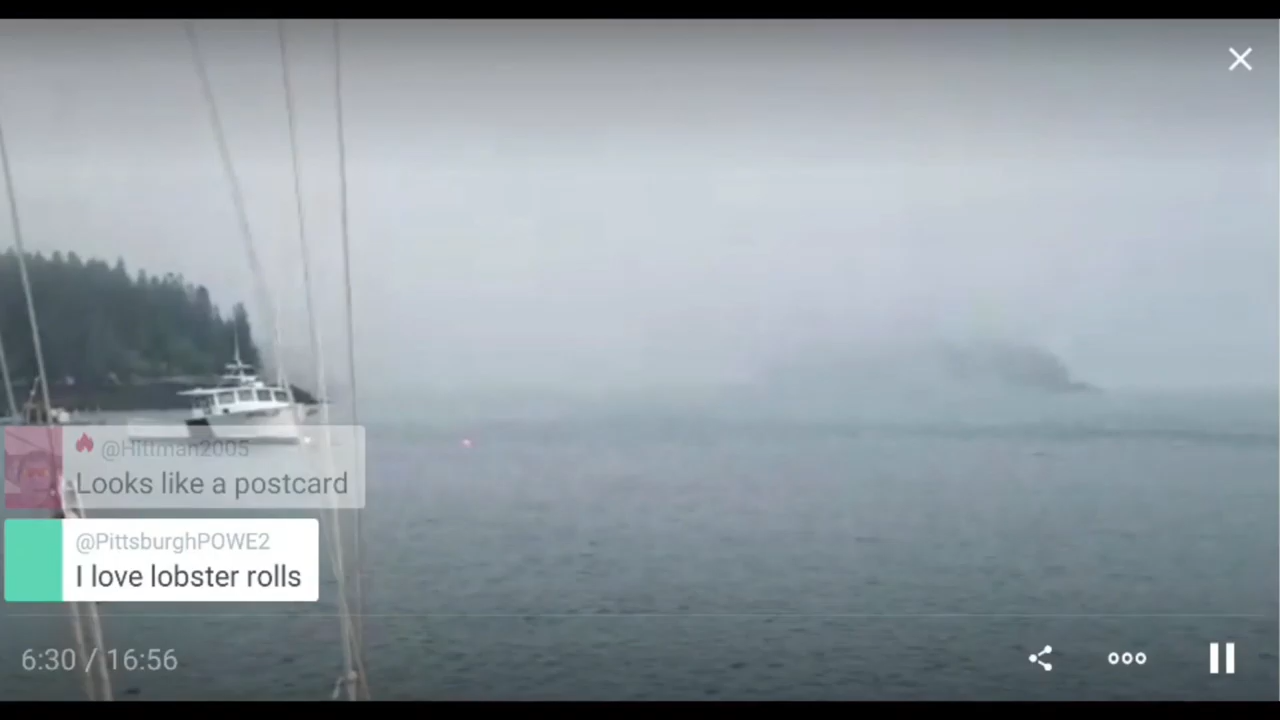 @Hittman2005
Looks like a postcard
@PittsburghPOWE2
I love lobster rolls
6:30 / 16:56